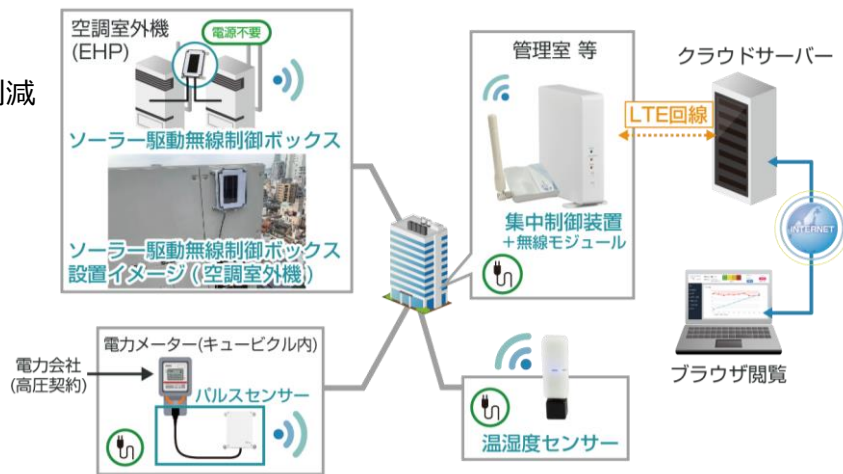 削減
空調室外機
(EHP)
電源不要
ソーラー駆動無線制御ボックス
ソーラー駆動無線制御ボックス
設置イメージ(空調室外機)
管理室 等
集中制御装置
+無線モジュール
LTE回線
クラウドサーバー
INTERNET
ブラウザ閲覧
電力会社
(高圧契約)
電力メーター(キュービクル内)
パルスセンサー
温湿度センサー